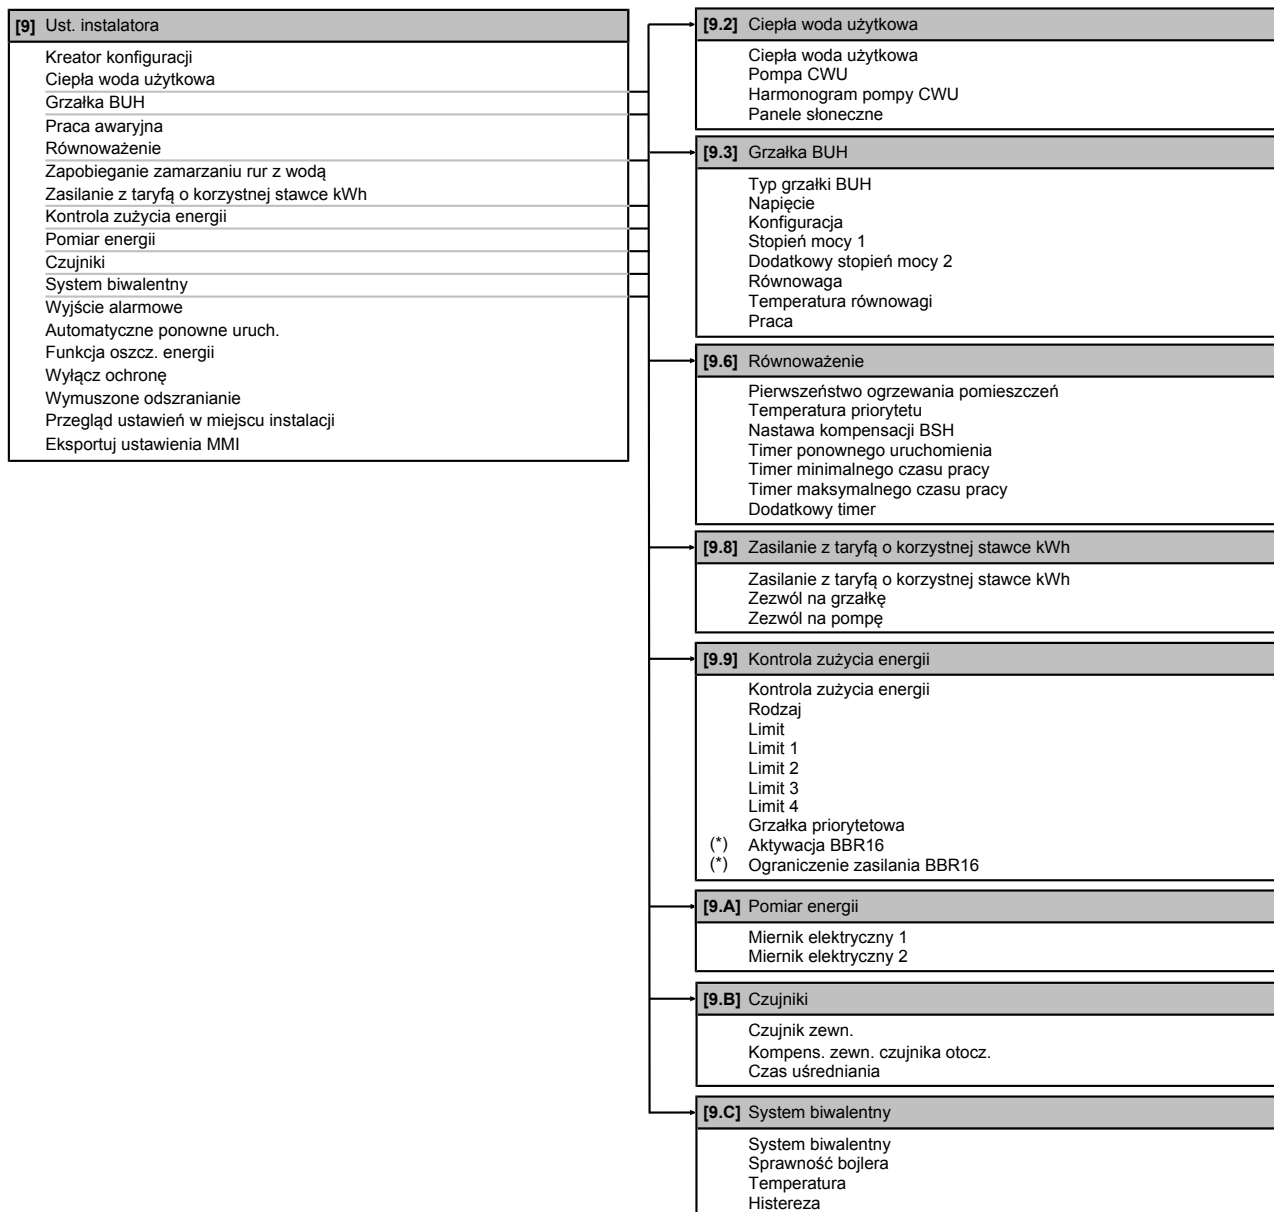 [9] Ust. instalatora
Kreator konfiguracji
Ciepła woda użytkowa
Grzałka BUH
Praca awaryjna
Równoważenie
Zapobieganie zamarzaniu rur z wodą
Zasilanie z taryfą o korzystnej stawce kWh
Kontrola zużycia energii
Pomiar energii
Czujniki
System biwalentny
Wyjście alarmowe
Automatyczne ponowne uruch.
Funkcja oszcz. energii
Wyłącz ochronę
Wymuszone odszranianie
Przegląd ustawień w miejscu instalacji
Eksportuj ustawienia MMI
[9.2] Ciepła woda użytkowa
Ciepła woda użytkowa
Pompa CWU
Harmonogram pompy CWU
Panele słoneczne
[9.3] Grzałka BUH
Typ grzałki BUH
Napięcie
Konfiguracja
Stopień mocy 1
Dodatkowy stopień mocy 2
Równowaga
Temperatura równowagi
Praca
[9.6] Równoważenie
Pierwszeństwo ogrzewania pomieszczeń
Temperatura priorytetu
Nastawa kompensacji BSH
Timer ponownego uruchomienia
Timer minimalnego czasu pracy
Timer maksymalnego czasu pracy
Dodatkowy timer
[9.8] Zasilanie z taryfą o korzystnej stawce kWh
Zasilanie z taryfą o korzystnej stawce kWh
Zezwól na grzałkę
Zezwól na pompę
[9.9] Kontrola zużycia energii
Kontrola zużycia energii
Rodzaj
Limit
Limit 1
Limit 2
Limit 3
Limit 4
Grzałka priorytetowa
(*) Aktywacja BBR16
(*) Ograniczenie zasilania BBR16
[9.A] Pomiar energii
Miernik elektryczny 1
Miernik elektryczny 2
[9.B] Czujniki
Czujnik zewn.
Kompens. zewn. czujnika otocz.
Czas uśredniania
[9.C] System biwalentny
System biwalentny
Sprawność bojlera
Temperatura
Histereza